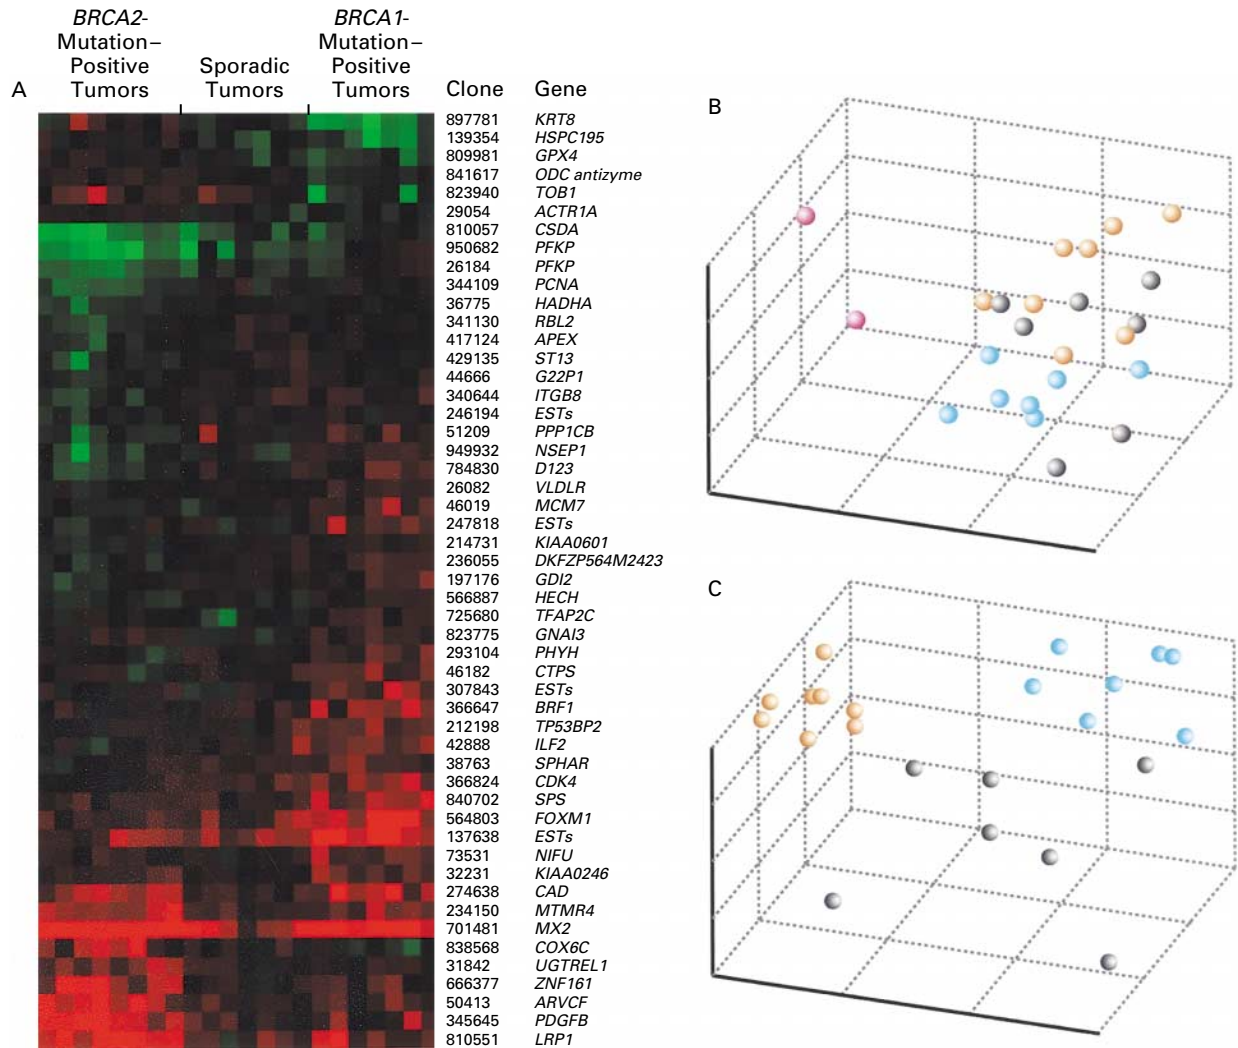 BRCA2-
Mutation–
Positive
Tumors
Sporadic
Tumors
BRCA1-
Mutation–
Positive
Tumors
A
Clone Gene
897781 KRT8
139354 HSPC195
809981 GPX4
841617 ODC antizyme
823940 TOB1
29054 ACTR1A
810057 CSDA
950682 PFKP
26184 PFKP
344109 PCNA
36775 HADHA
341130 RBL2
417124 APEX
429135 ST13
44666 G22P1
340644 ITGB8
246194 ESTs
51209 PPP1CB
949932 NSEP1
784830 D123
26082 VLDLR
46019 MCM7
247818 ESTs
214731 KIAA0601
236055 DKFZP564M2423
197176 GDI2
566887 HECH
725680 TFAP2C
823775 GNAI3
293104 PHYH
46182 CTPS
307843 ESTs
366647 BRF1
212198 TP53BP2
42888 ILF2
38763 SPHAR
366824 CDK4
840702 SPS
564803 FOXM1
137638 ESTs
73531 NIFU
32231 KIAA0246
274638 CAD
234150 MTMR4
701481 MX2
838568 COX6C
31842 UGTREL1
666377 ZNF161
50413 ARVCF
345645 PDGFB
810551 LRP1
B
C